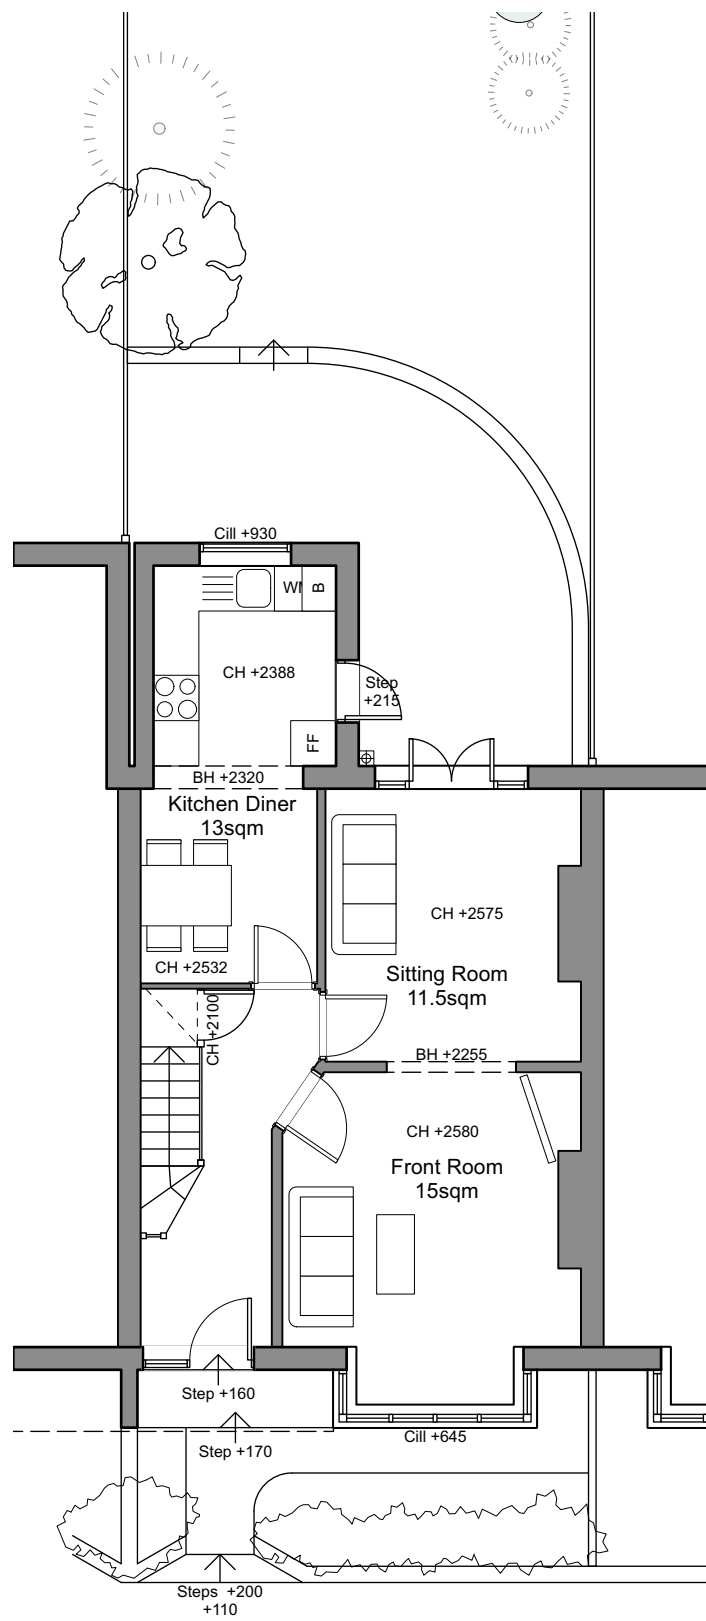 Cill +930
B
CH +2388
Step
+215
FF
BH +2320
Kitchen Diner
13sqm
CH +2575
CH +2532
Sitting Room
11.5sqm
CH +2100
BH +2255
CH +2580
Front Room
15sqm
Step +160
Cill +645
Step +170
Steps +200
+110